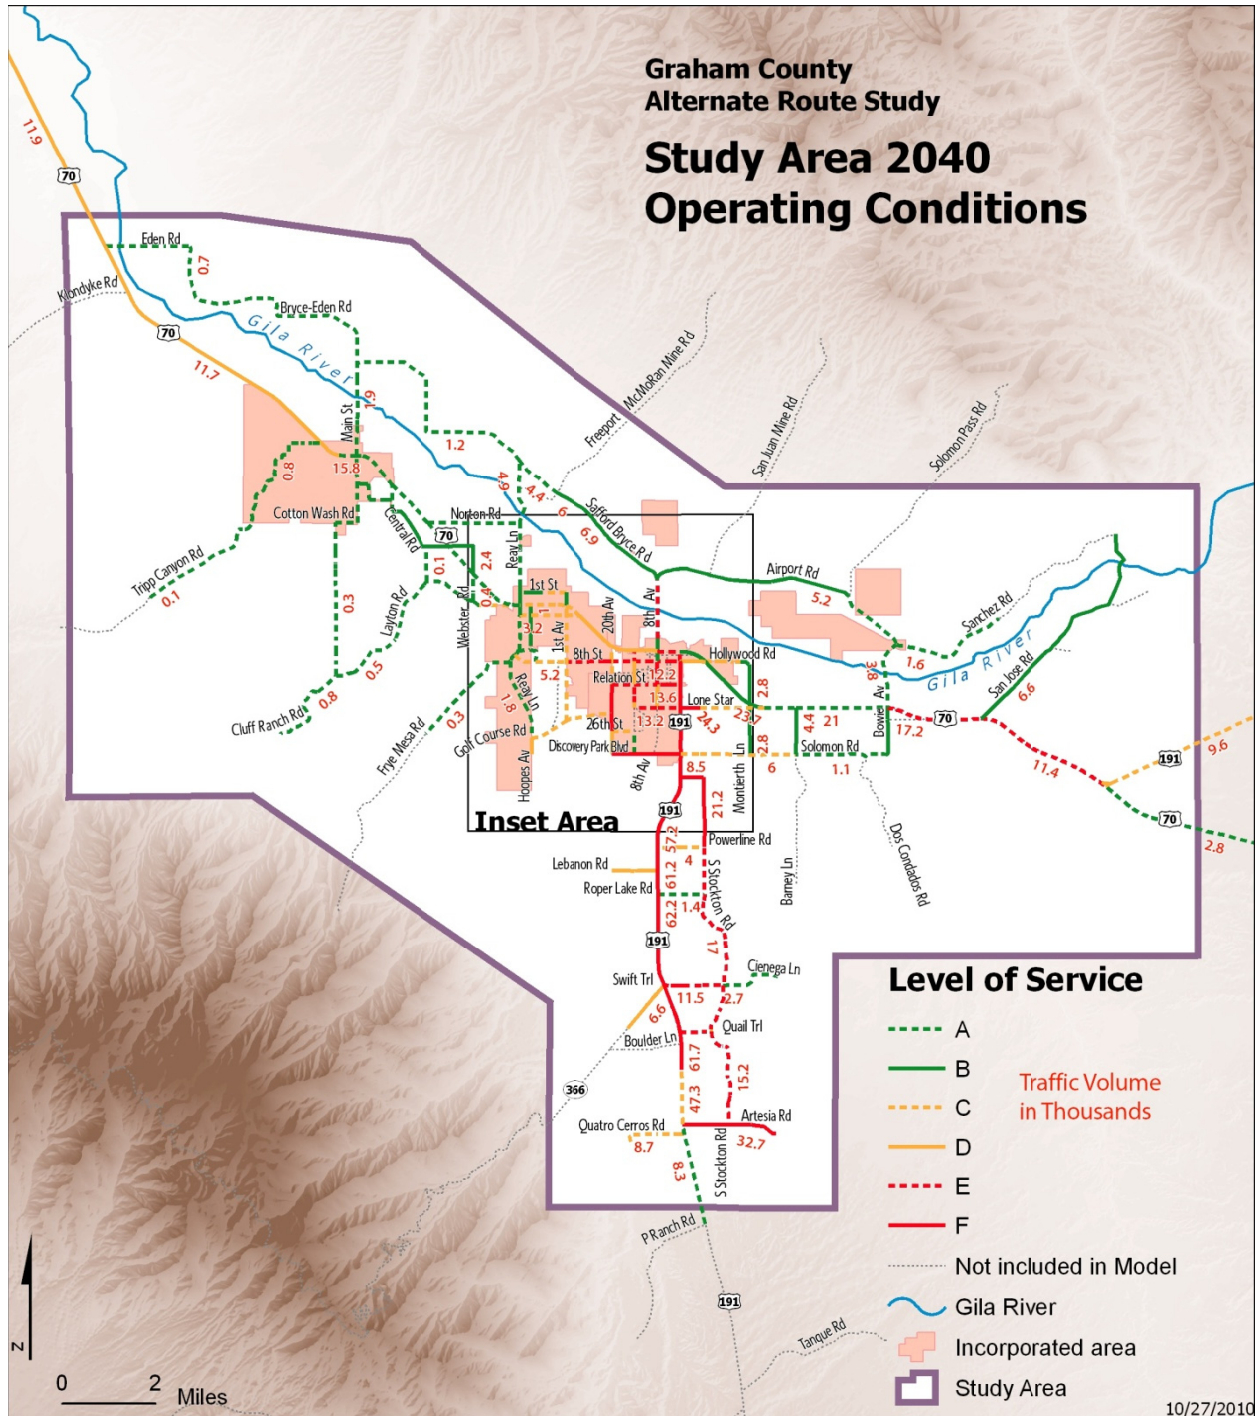 Graham County
Alternate Route Study
Study Area 2040
Operating Conditions
11.9
70
Eden Rd
0.7
Klondyke Rd
Bryce-Eden Rd
70
Gila River
11.7
1.9
Main St
Freeport McMoRan Mine Rd
San Juan Mine Rd
Solomon Pass Rd
1.2
0.8
15.8
4.9
4.4
6
6.9
Safford Bryce Rd
Cotton Wash Rd
Central Rd
Norton Rd
70
Reay Ln
Airport Rd
5.2
Tripp Canyon Rd
0.1
0.1
2.4
0.4
1st St
1
20th Av
8th Av
Sanchez Rd
0.3
Layton Rd
Webster Rd
3.2
1st Av
1.6
Gila River
8th St
Hollywood Rd
3.8
San Jose Rd
6.6
0.5
5.2
Relation St
12.2
2.8
Reay Ln
1.8
13.6
Lone Star
0.8
Cluff Ranch Rd
0.3
26th St
13.2
191
24.3
23.7
4.4
21
Bowie Av
17.2
70
Frye Mesa Rd
Golf Course Rd
Discovery Park Blvd
2.8
Solomon Rd
191
9.6
Hoopes Av
8th Av
8.5
Montierth Ln
6
1.1
11.4
21.2
191
70
2.8
Inset Area
57.2
Powerline Rd
Lebanon Rd
61.2
4
S Stockton Rd
Barney Ln
Dos Condados Rd
Roper Lake Rd
62.2
1.4
191
17
Swift Trl
Cienega Ln
11.5
2.7
6.6
Quail Trl
Boulder Ln
61.7
15.2
366
47.3
Artesia Rd
Quatro Cerros Rd
8.7
32.7
8.3
S Stockton Rd
P Ranch Rd
191
Tanque Rd
Level of Service
A
B
C
D
E
F
Traffic Volume
in Thousands
Not included in Model
Gila River
Incorporated area
Study Area
N
0 2
Miles
10/27/2010